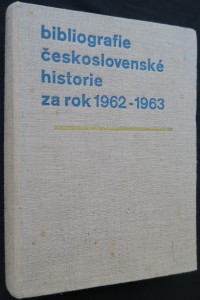 bibliografie
československé
historie
za rok 1962-1963